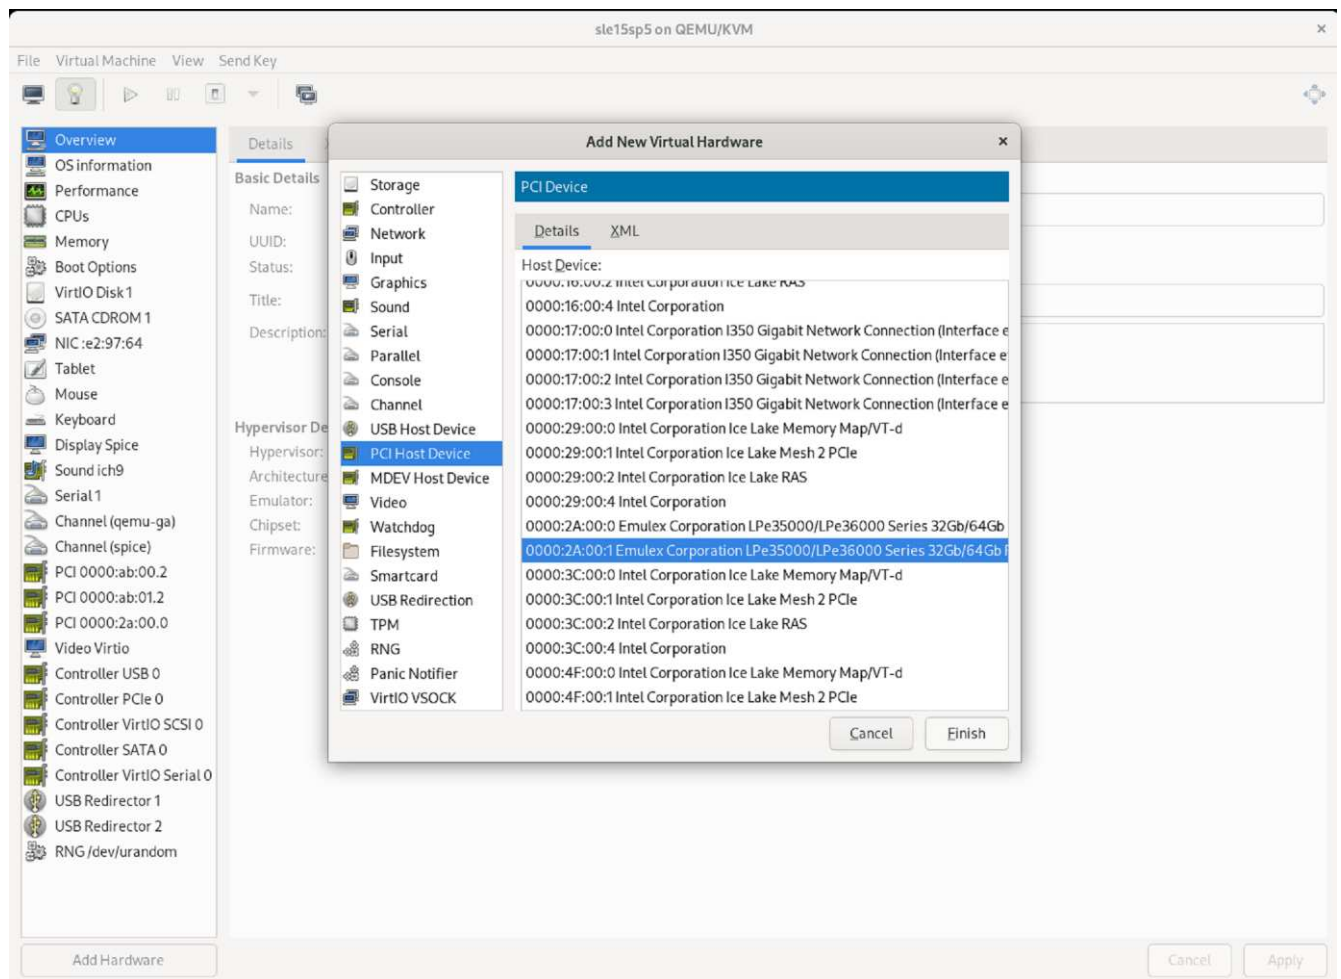 sle15sp5 on QEMU/KVM
File Virtual Machine View Send Key
Overview
OS information
Performance
CPUs
Memory
Boot Options
VirtIO Disk 1
SATA CDROM 1
NIC :e2:97:64
Tablet
Mouse
Keyboard
Display Spice
Sound ich9
Serial 1
Channel (qemu-ga)
Channel (spice)
PCI 0000:ab:00.2
PCI 0000:ab:01.2
PCI 0000:2a:00.0
Video Virtio
Controller USB 0
Controller PCIe 0
Controller VirtIO SCSI 0
Controller SATA 0
Controller VirtIO Serial 0
USB Redirector 1
USB Redirector 2
RNG /dev/urandom
Add Hardware
Details
Basic Details
Name:
UUID:
Status:
Title:
Description:
Hypervisor De
Hypervisor:
Architecture
Emulator:
Chipset:
Firmware:
Add New Virtual Hardware
Storage
Controller
Network
Input
Graphics
Sound
Serial
Parallel
Console
Channel
USB Host Device
PCI Host Device
MDEV Host Device
Video
Watchdog
Filesystem
Smartcard
USB Redirection
TPM
RNG
Panic Notifier
VirtIO VSOCK
PCI Device
Details XML
Host Device:
0000:16:00:2 Intel Corporation Ice Lake RAS
0000:16:00:4 Intel Corporation
0000:17:00:0 Intel Corporation I350 Gigabit Network Connection (Interface e
0000:17:00:1 Intel Corporation I350 Gigabit Network Connection (Interface e
0000:17:00:2 Intel Corporation I350 Gigabit Network Connection (Interface e
0000:17:00:3 Intel Corporation I350 Gigabit Network Connection (Interface e
0000:29:00:0 Intel Corporation Ice Lake Memory Map/VT-d
0000:29:00:1 Intel Corporation Ice Lake Mesh 2 PCIe
0000:29:00:2 Intel Corporation Ice Lake RAS
0000:29:00:4 Intel Corporation
0000:2A:00:0 Emulex Corporation LPe35000/LPe36000 Series 32Gb/64Gb
0000:2A:00:1 Emulex Corporation LPe35000/LPe36000 Series 32Gb/64Gb F
0000:3C:00:0 Intel Corporation Ice Lake Memory Map/VT-d
0000:3C:00:1 Intel Corporation Ice Lake Mesh 2 PCIe
0000:3C:00:2 Intel Corporation Ice Lake RAS
0000:3C:00:4 Intel Corporation
0000:4F:00:0 Intel Corporation Ice Lake Memory Map/VT-d
0000:4F:00:1 Intel Corporation Ice Lake Mesh 2 PCIe
Cancel Finish
Cancel Apply